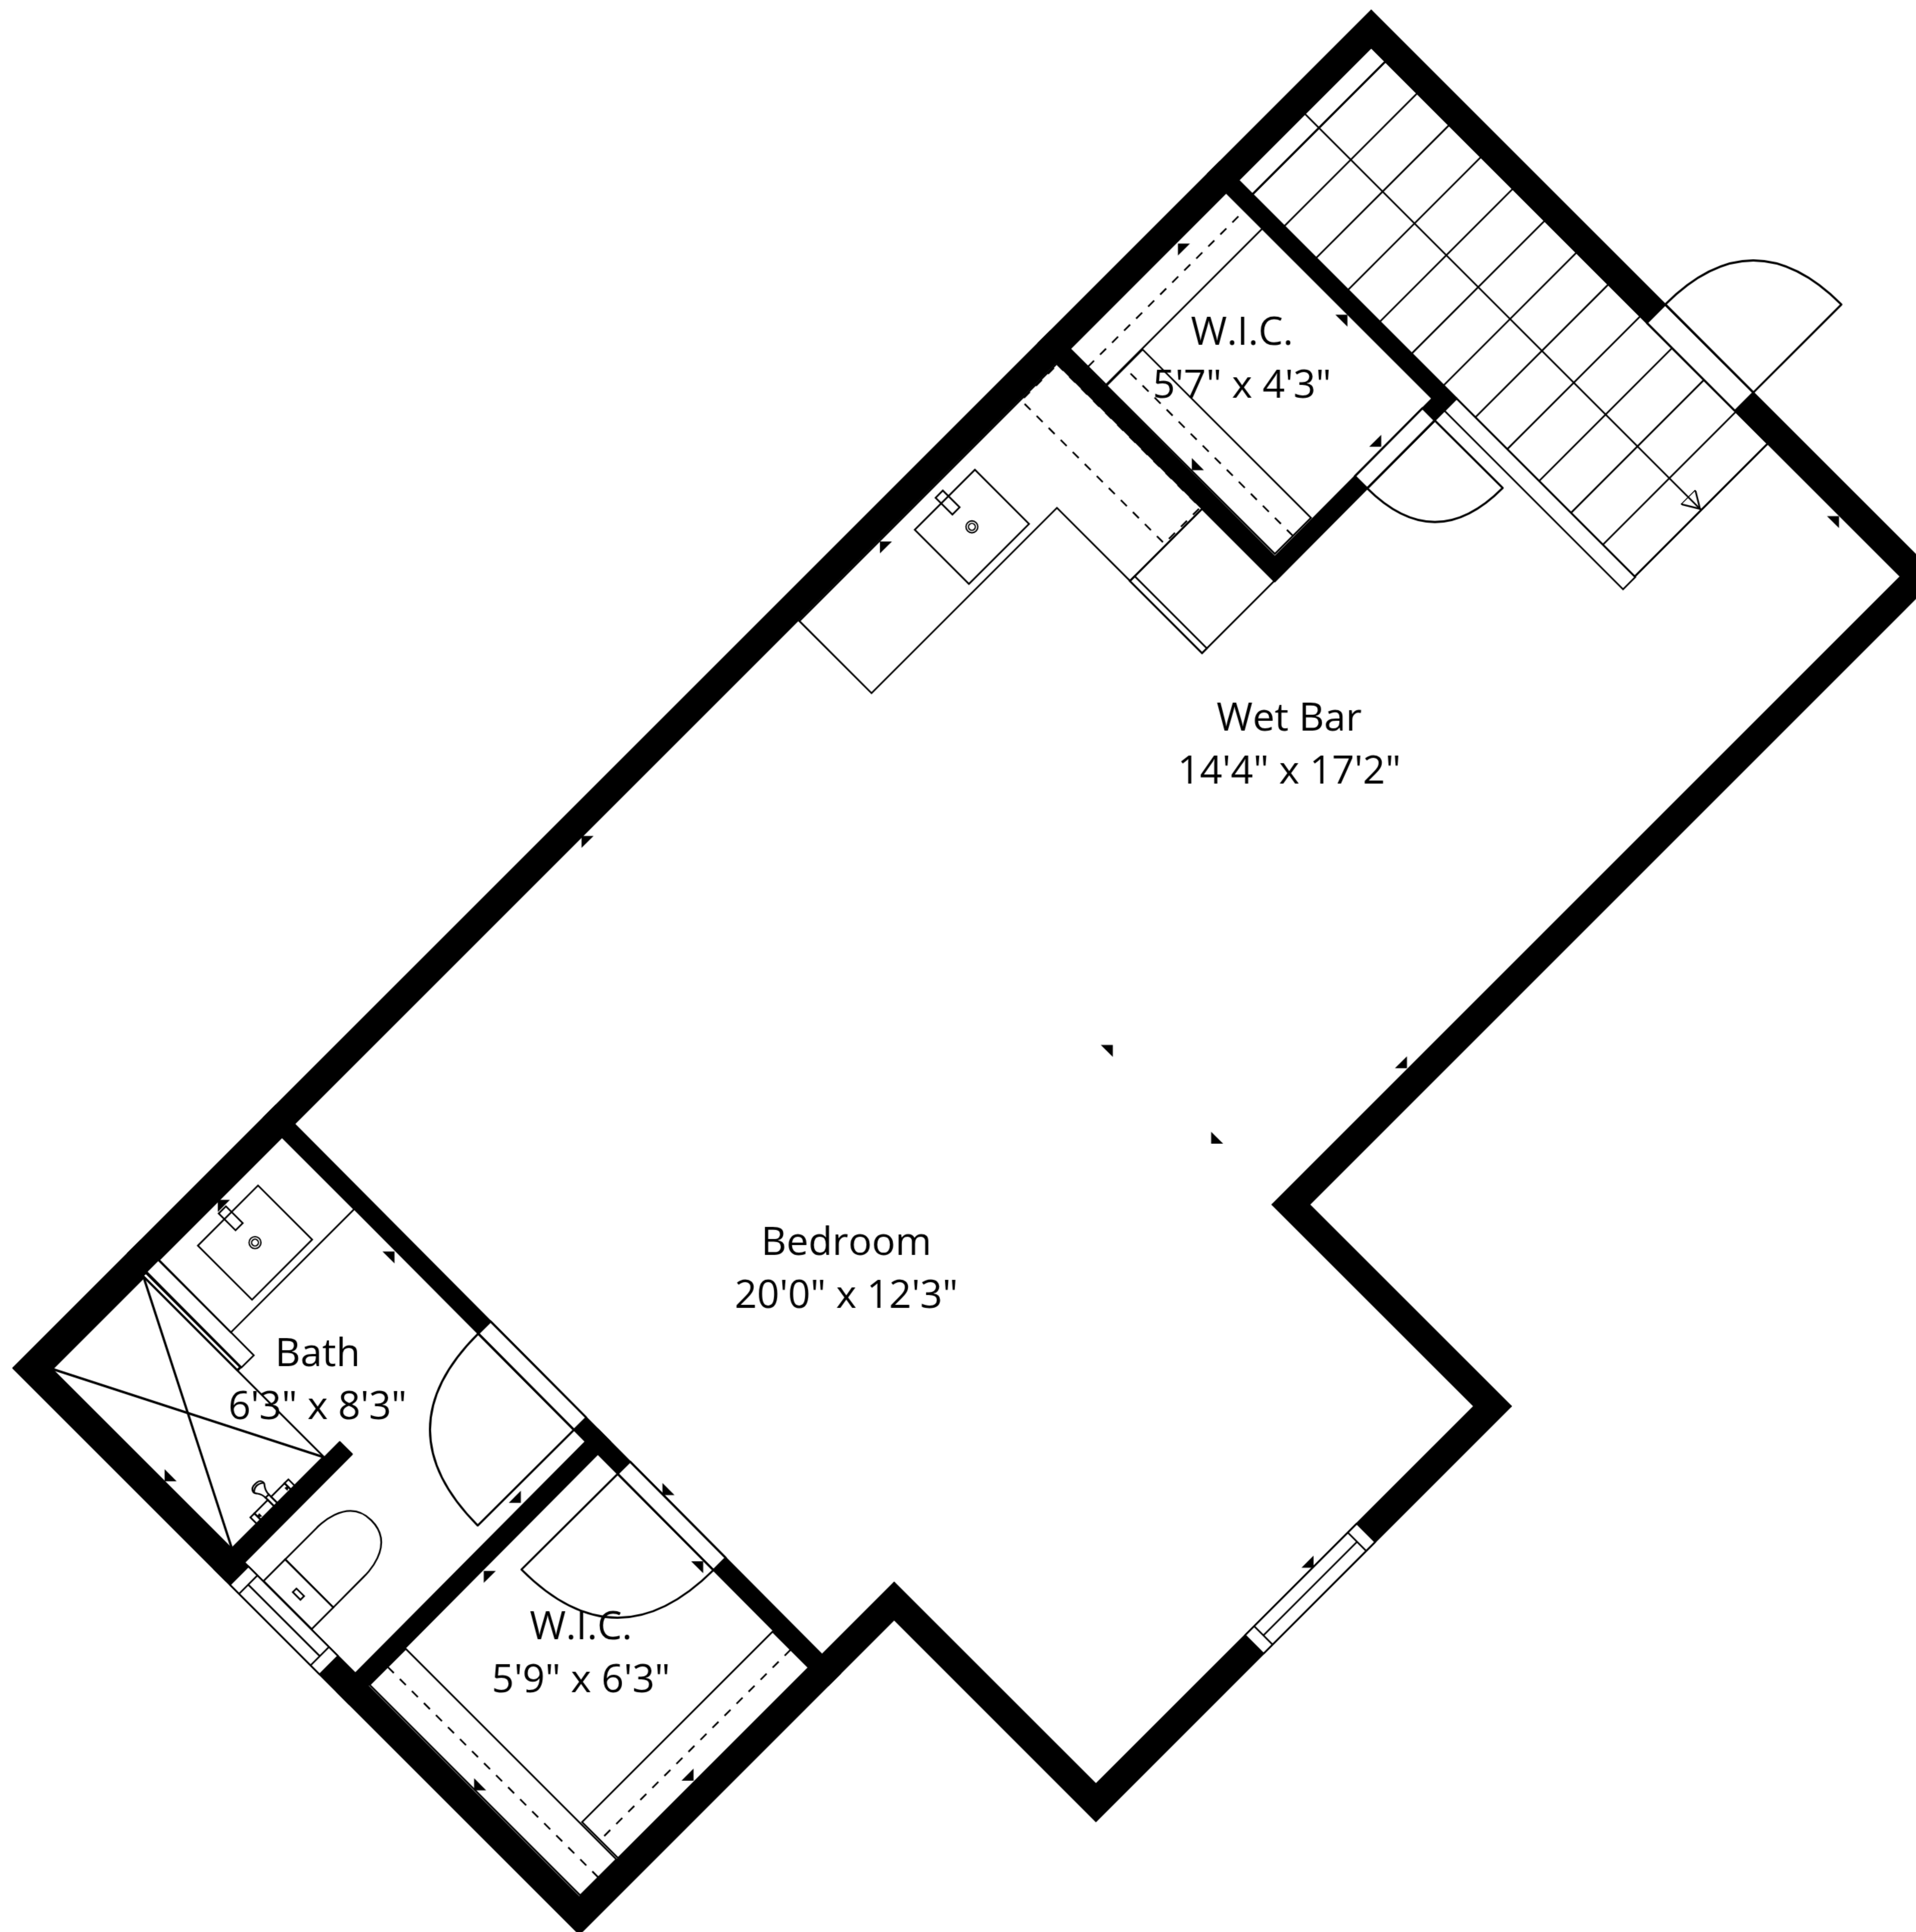 W.I.C.
5'7" x 4'3"
Wet Bar
14'4" x 17'2"
Bedroom
20'0" x 12'3"
Bath
6'3" x 8'3"
W.I.C.
5'9" x 6'3"